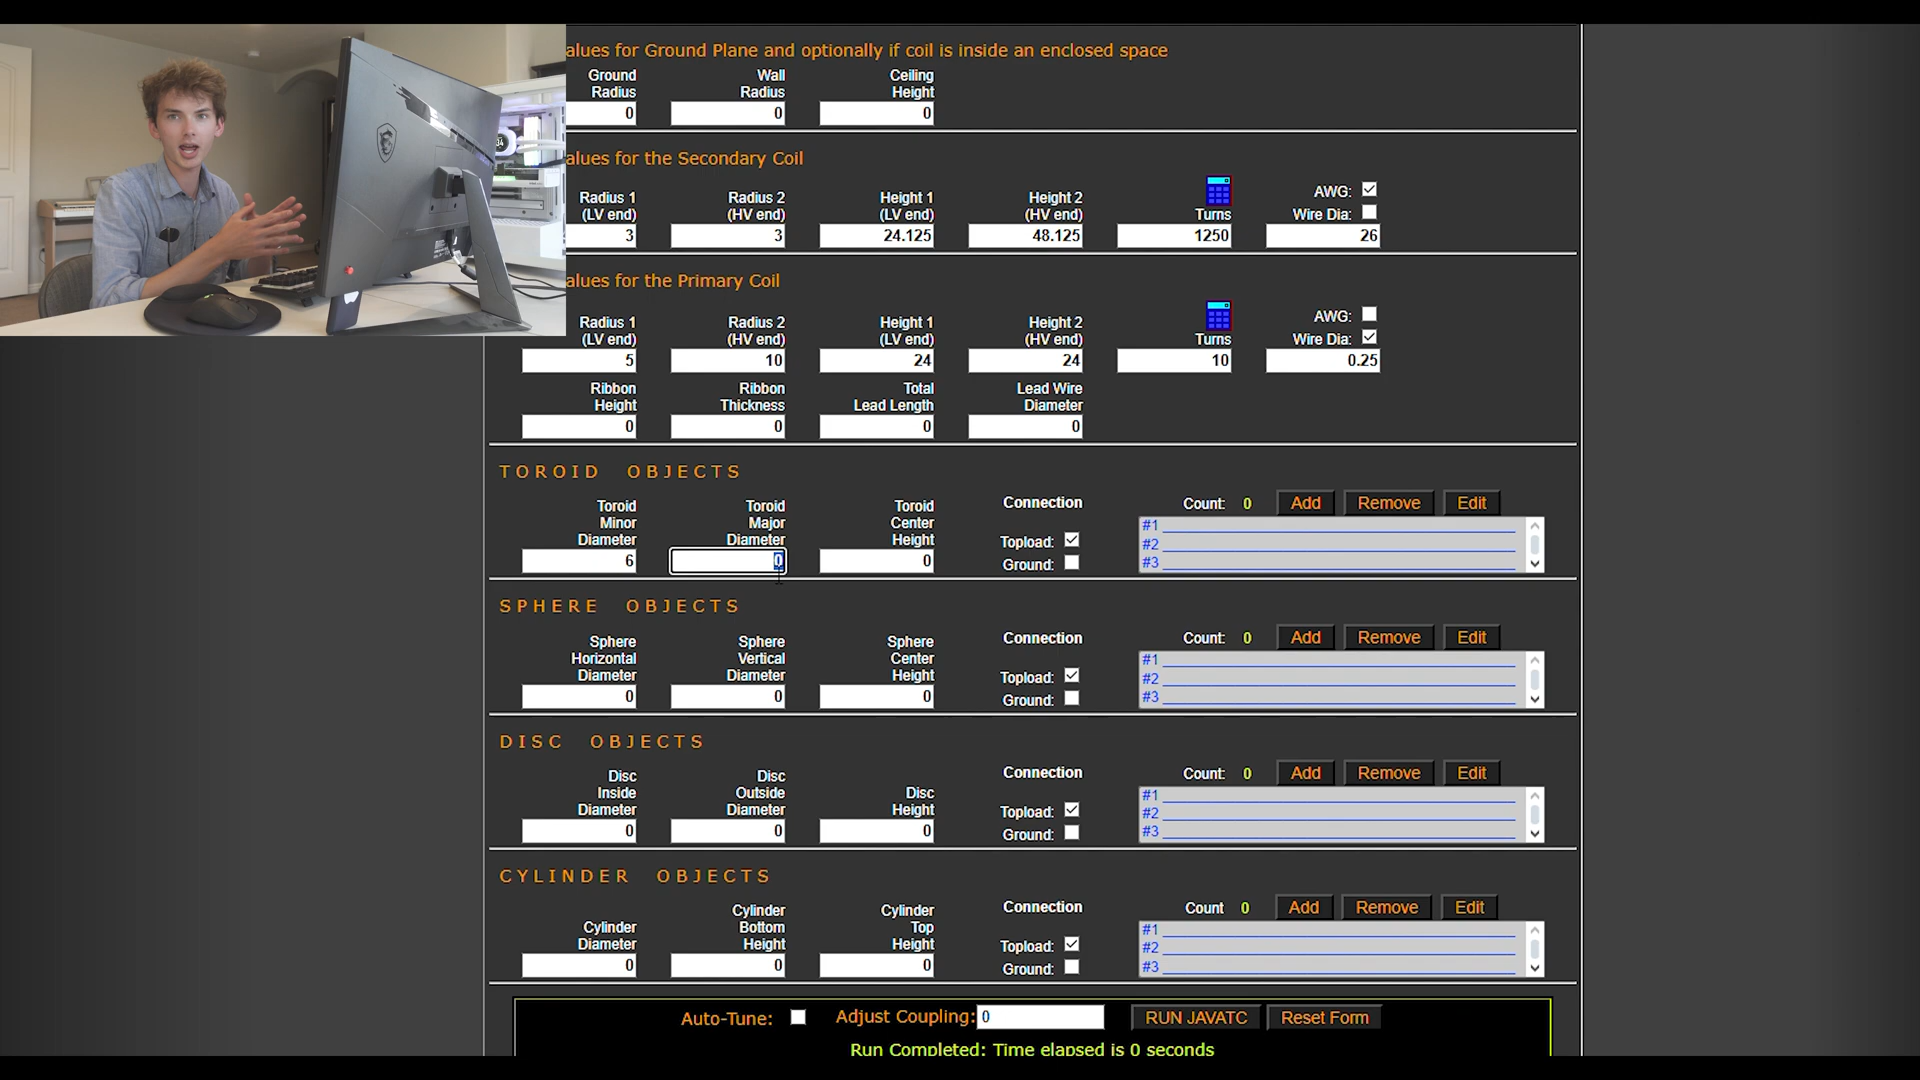 alues for Ground Plane and optionally if coil is inside an enclosed space
Ground Radius Wall Radius Ceiling Height
0 0 0
alues for the Secondary Coil
Radius 1 (LV end) Radius 2 (HV end) Height 1 (LV end) Height 2 (HV end) Turns AWG: Wire Dia:
3 3 24.125 48.125 1250 26
alues for the Primary Coil
Radius 1 (LV end) Radius 2 (HV end) Height 1 (LV end) Height 2 (HV end) Turns AWG: Wire Dia:
5 10 24 24 10 0.25
Ribbon Height Ribbon Thickness Total Lead Length Lead Wire Diameter
0 0 0 0
TOROID OBJECTS
Toroid Minor Diameter Toroid Major Diameter Toroid Center Height Connection Count: 0 Add Remove Edit
6 0 0 Topload: Ground: #1 #2 #3
SPHERE OBJECTS
Sphere Horizontal Diameter Sphere Vertical Diameter Sphere Center Height Connection Count: 0 Add Remove Edit
0 0 0 Topload: Ground: #1 #2 #3
DISC OBJECTS
Disc Inside Diameter Disc Outside Diameter Disc Height Connection Count: 0 Add Remove Edit
0 0 0 Topload: Ground: #1 #2 #3
CYLINDER OBJECTS
Cylinder Diameter Cylinder Bottom Height Cylinder Top Height Connection Count 0 Add Remove Edit
0 0 0 Topload: Ground: #1 #2 #3
Auto-Tune: Adjust Coupling: 0 RUN JAVATC Reset Form
Run Completed: Time elapsed is 0 seconds